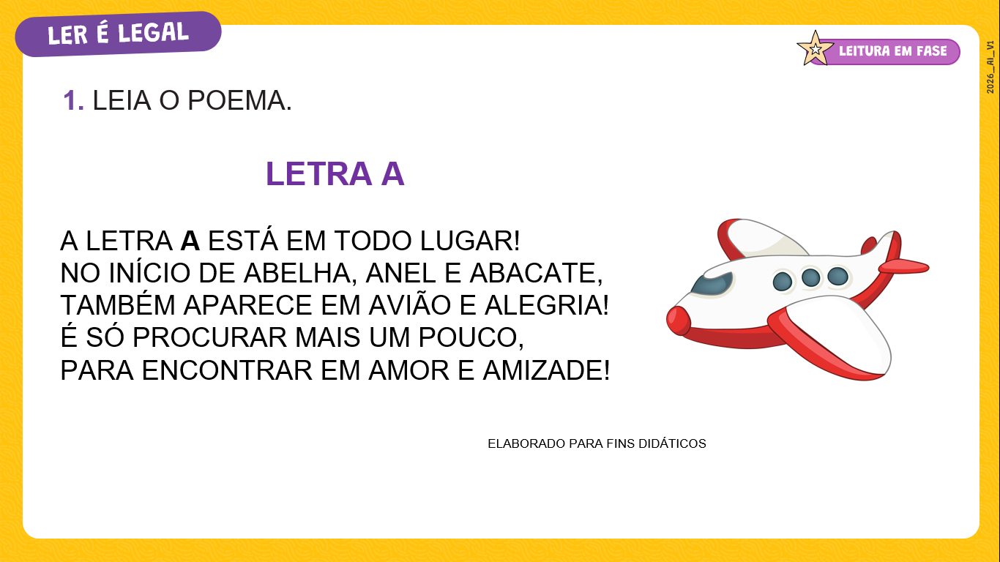 LER É LEGAL
LEITURA EM FASE
2026_AI_V1
1. LEIA O POEMA.
LETRA A
A LETRA A ESTÁ EM TODO LUGAR!
NO INÍCIO DE ABELHA, ANEL E ABACATE,
TAMBÉM APARECE EM AVIÃO E ALEGRIA!
É SÓ PROCURAR MAIS UM POUCO,
PARA ENCONTRAR EM AMOR E AMIZADE!
ELABORADO PARA FINS DIDÁTICOS